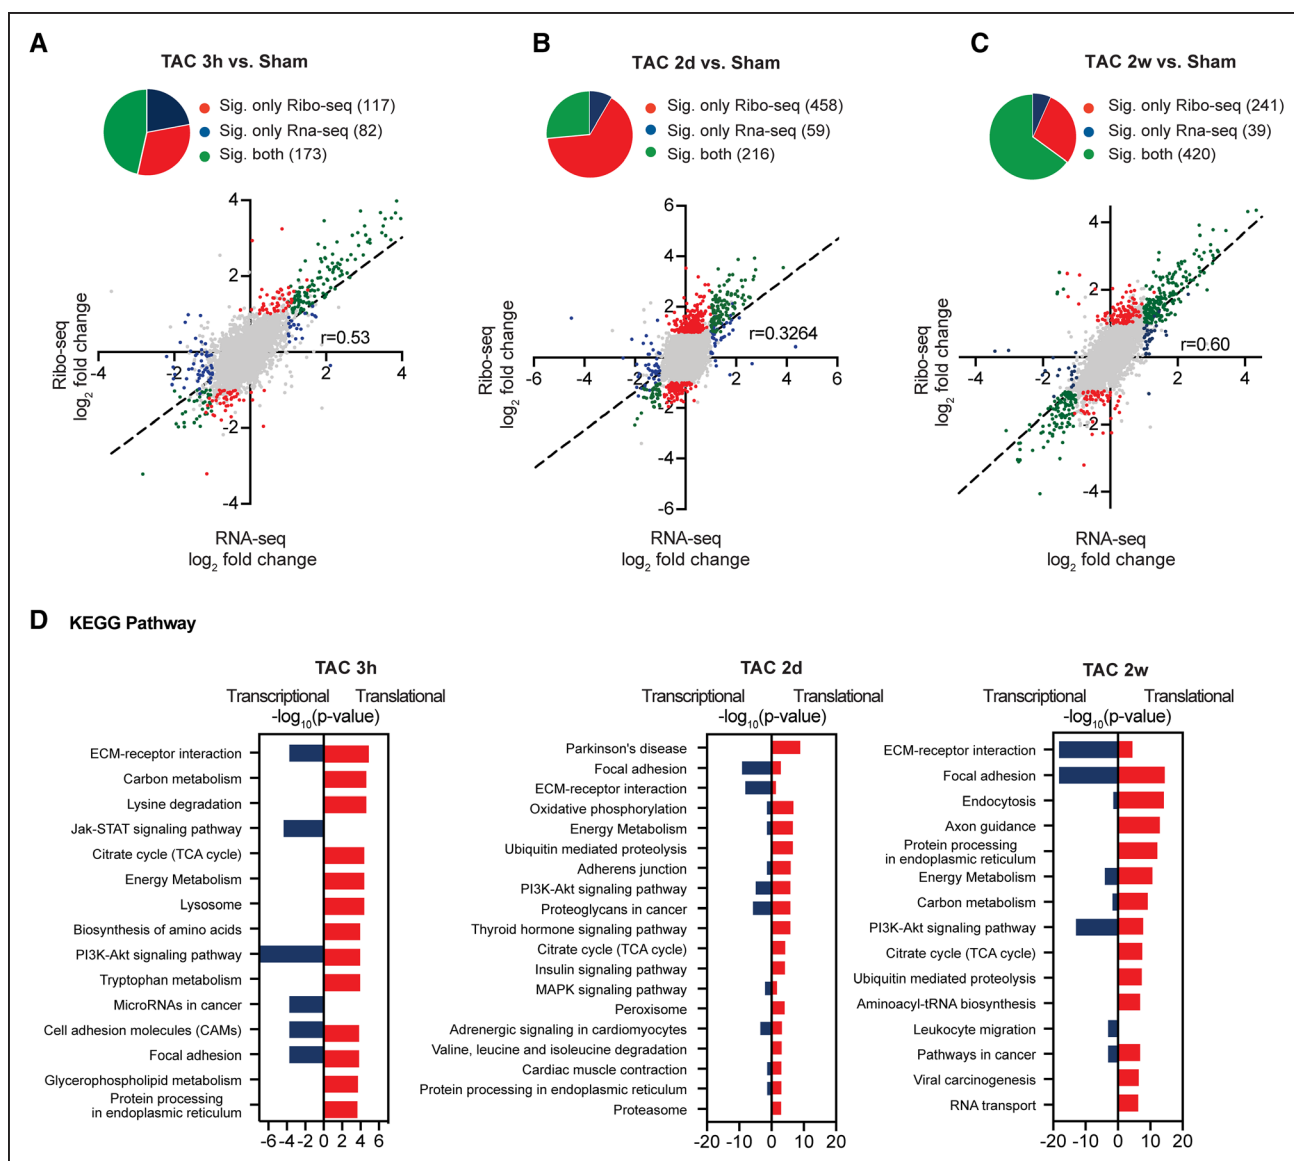 A
TAC 3h vs. Sham
Sig. only Ribo-seq (117)
Sig. only Rna-seq (82)
Sig. both (173)
4
2
-4
-2
2
4
-2
-4
r=0.53
Ribo-seq
log2 fold change
RNA-seq
log2 fold change
B
TAC 2d vs. Sham
Sig. only Ribo-seq (458)
Sig. only Rna-seq (59)
Sig. both (216)
6
4
2
-6
-4
-2
2
4
6
-2
-4
-6
r=0.3264
Ribo-seq
log2 fold change
RNA-seq
log2 fold change
C
TAC 2w vs. Sham
Sig. only Ribo-seq (241)
Sig. only Rna-seq (39)
Sig. both (420)
4
2
-4
-2
2
4
-2
-4
r=0.60
Ribo-seq
log2 fold change
RNA-seq
log2 fold change
D KEGG Pathway
TAC 3h
Transcriptional Translational
-log10(p-value)
ECM-receptor interaction
Carbon metabolism
Lysine degradation
Jak-STAT signaling pathway
Citrate cycle (TCA cycle)
Energy Metabolism
Lysosome
Biosynthesis of amino acids
PI3K-Akt signaling pathway
Tryptophan metabolism
MicroRNAs in cancer
Cell adhesion molecules (CAMs)
Focal adhesion
Glycerophospholipid metabolism
Protein processing
in endoplasmic reticulum
-6 -4 -2 0 2 4 6
TAC 2d
Transcriptional Translational
-log10(p-value)
Parkinson's disease
Focal adhesion
ECM-receptor interaction
Oxidative phosphorylation
Energy Metabolism
Ubiquitin mediated proteolysis
Adherens junction
PI3K-Akt signaling pathway
Proteoglycans in cancer
Thyroid hormone signaling pathway
Citrate cycle (TCA cycle)
Insulin signaling pathway
MAPK signaling pathway
Peroxisome
Adrenergic signaling in cardiomyocytes
Valine, leucine and isoleucine degradation
Cardiac muscle contraction
Protein processing in endoplasmic reticulum
Proteasome
-20 -10 0 10 20
TAC 2w
Transcriptional Translational
-log10(p-value)
ECM-receptor interaction
Focal adhesion
Endocytosis
Axon guidance
Protein processing
in endoplasmic reticulum
Energy Metabolism
Carbon metabolism
PI3K-Akt signaling pathway
Citrate cycle (TCA cycle)
Ubiquitin mediated proteolysis
Aminoacyl-tRNA biosynthesis
Leukocyte migration
Pathways in cancer
Viral carcinogenesis
RNA transport
-20 -10 0 10 20